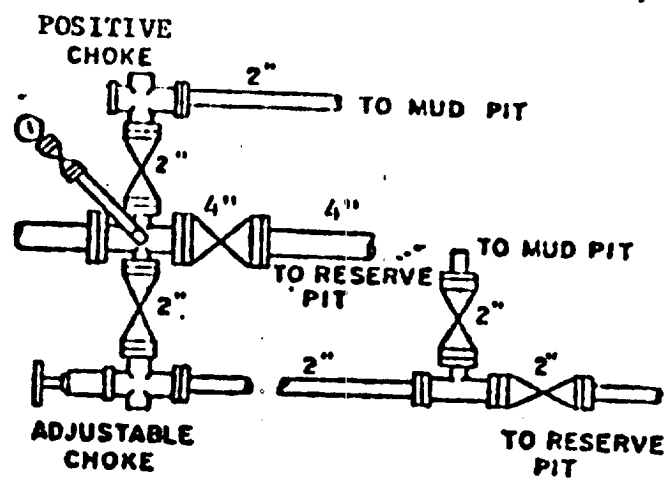 POSITIVE
CHOKE
2"
TO MUD PIT
2"
4"
4"
TO MUD PIT
TO RESERVE
PIT
2"
2"
2"
2"
ADJUSTABLE
CHOKE
TO RESERVE
PIT